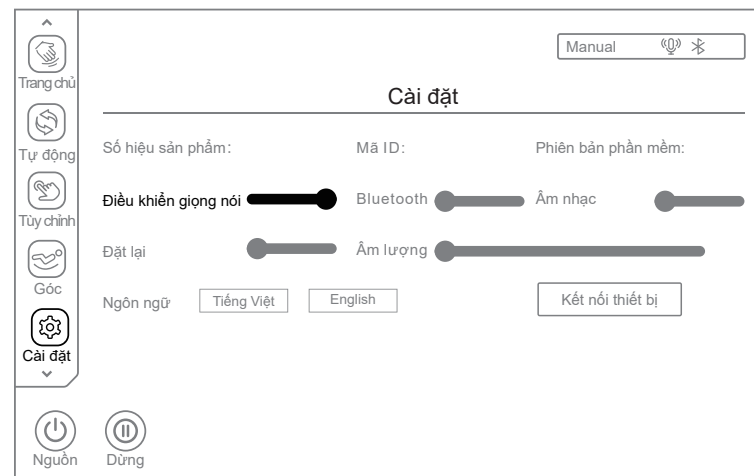 Manual
Trang chủ
Cài đặt
Tự động
Số hiệu sản phẩm:
Mã ID:
Phiên bản phần mềm:
Tùy chỉnh
Điều khiển giọng nói
Bluetooth
Âm nhạc
Đặt lại
Âm lượng
Góc
Ngôn ngữ
Tiếng Việt
English
Kết nối thiết bị
Cài đặt
Nguồn
Dừng